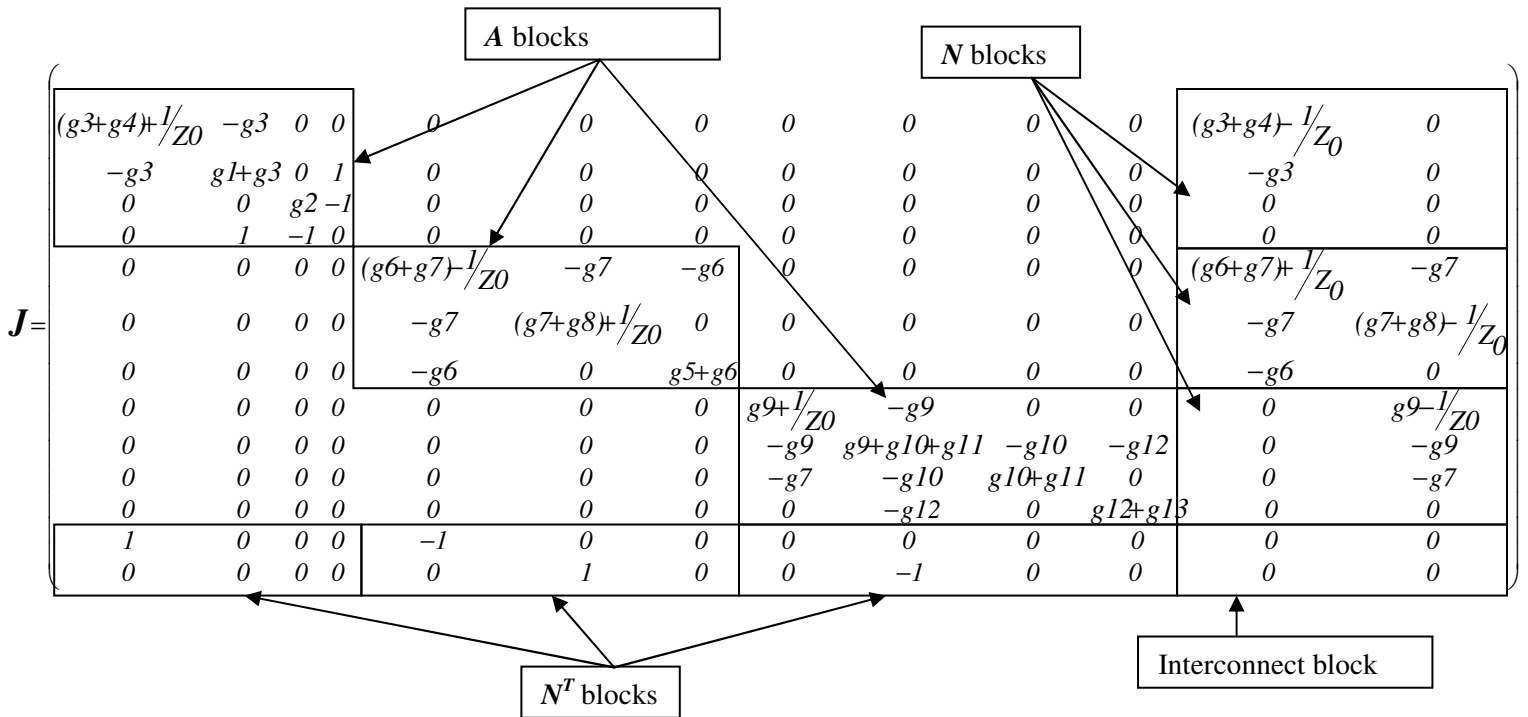 A blocks
N blocks
(g3+g4)+1/Z0 −g3 0 0 0 0 0 0 0 0 0 (g3+g4)−1/Z0 0
−g3 g1+g3 0 1 0 0 0 0 0 0 0 −g3 0
0 0 g2 −1 0 0 0 0 0 0 0 0 0
0 1 −1 0 0 0 0 0 0 0 0 0 0
0 0 0 0 (g6+g7)−1/Z0 −g7 −g6 0 0 0 0 (g6+g7)+1/Z0 −g7
J= 0 0 0 0 −g7 (g7+g8)+1/Z0 0 0 0 0 0 −g7 (g7+g8)−1/Z0
0 0 0 0 −g6 0 g5+g6 0 0 0 0 −g6 0
0 0 0 0 0 0 0 g9+1/Z0 −g9 0 0 0 g9−1/Z0
0 0 0 0 0 0 0 −g9 g9+g10+g11 −g10 −g12 0 −g9
0 0 0 0 0 0 0 −g7 −g10 g10+g11 0 0 −g7
0 0 0 0 0 0 0 0 −g12 0 g12+g13 0 0
1 0 0 0 −1 0 0 0 0 0 0 0 0
0 0 0 0 0 1 0 0 −1 0 0 0 0
Interconnect block
N^T blocks